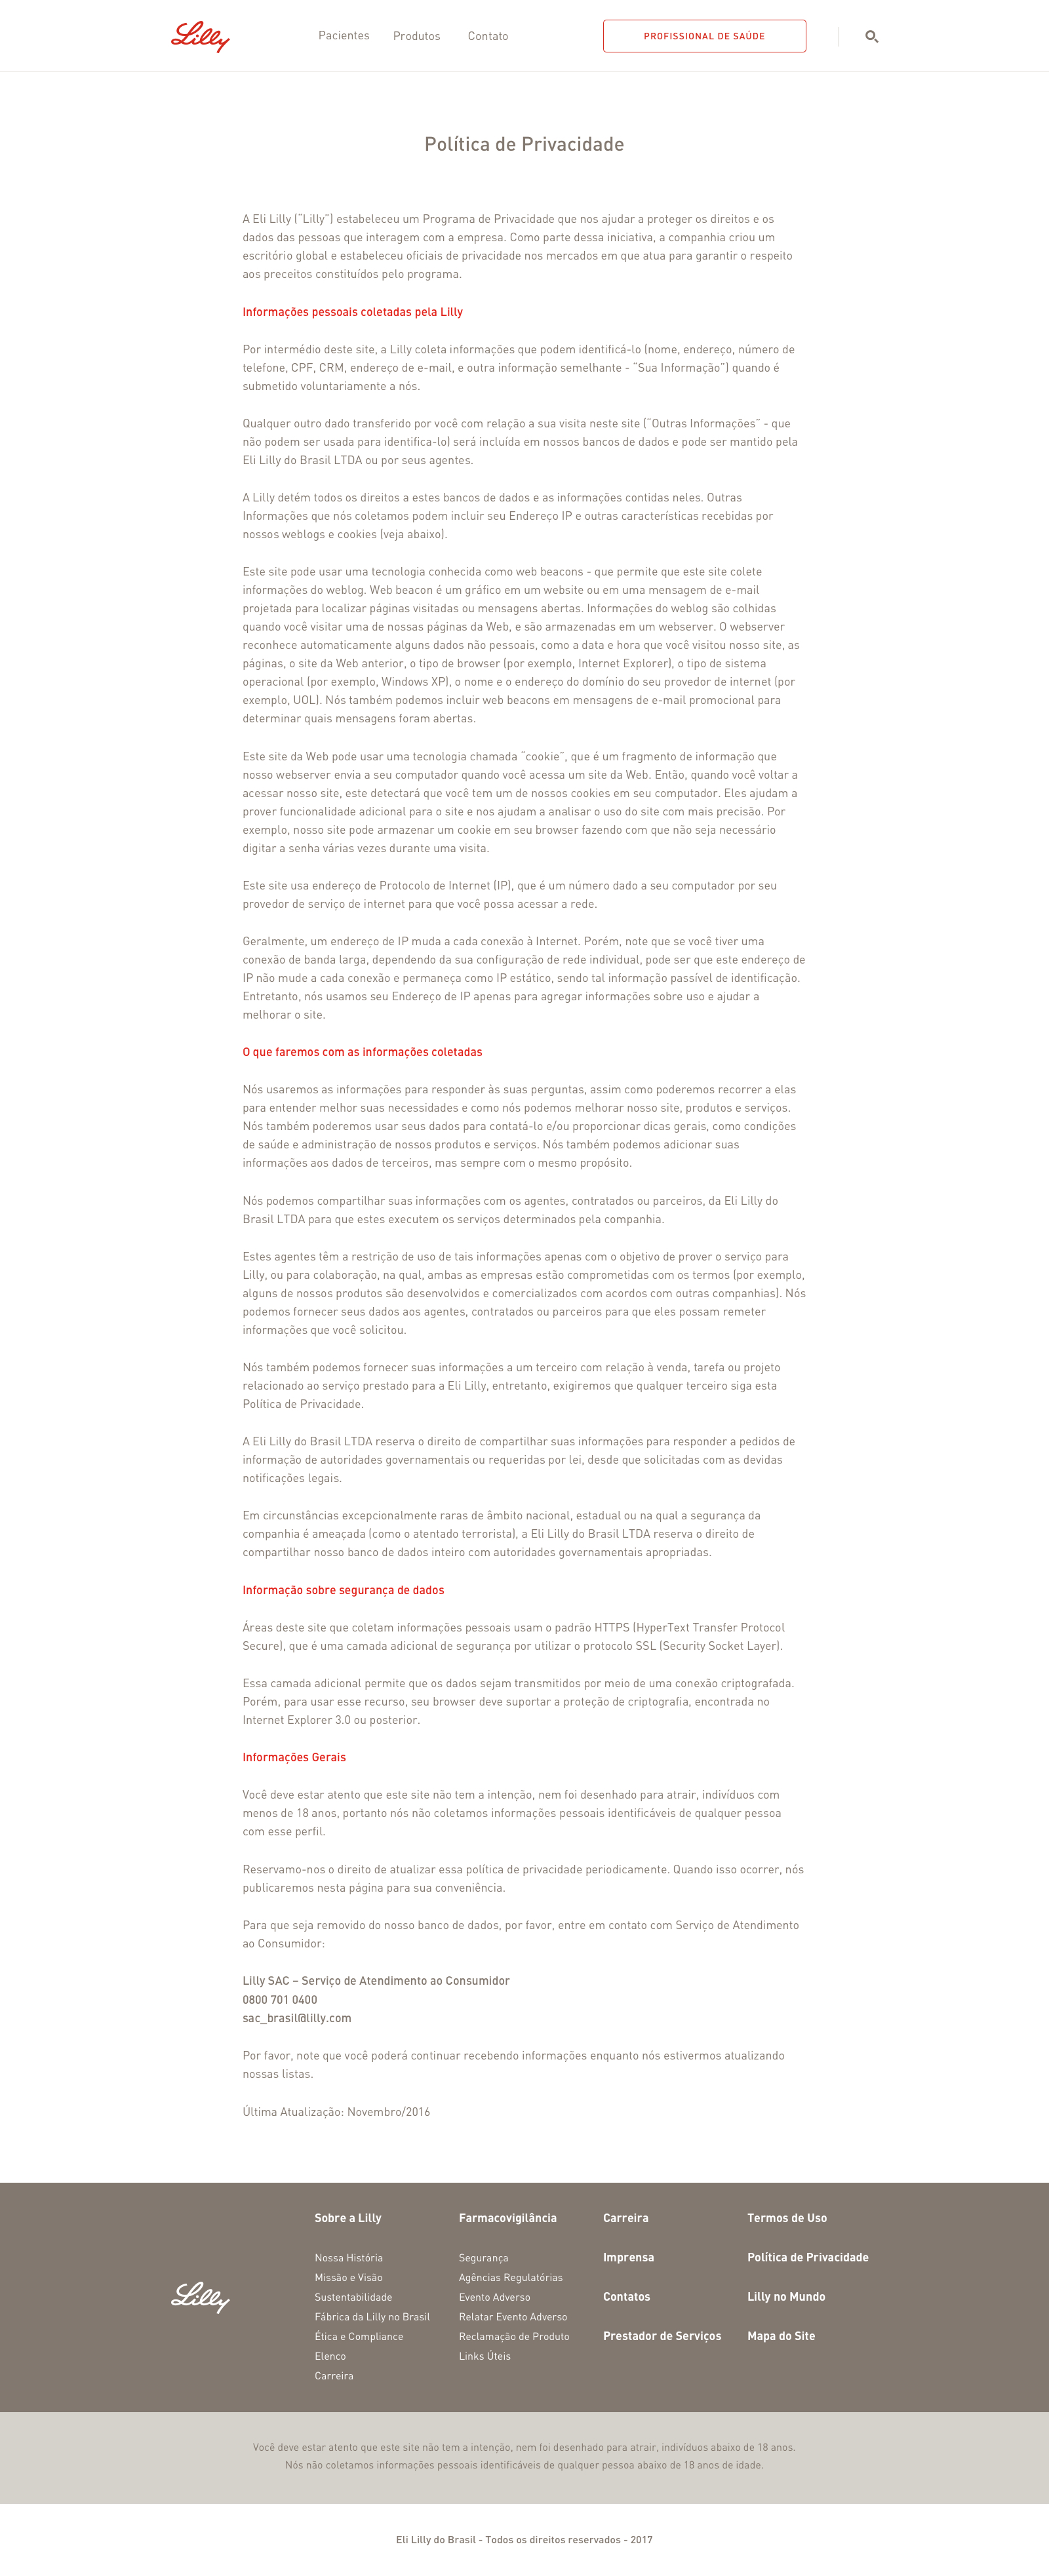 Lilly
Pacientes
Produtos
Contato
PROFISSIONAL DE SAÚDE
Política de Privacidade
A Eli Lilly (“Lilly”) estabeleceu um Programa de Privacidade que nos ajudar a proteger os direitos e os
dados das pessoas que interagem com a empresa. Como parte dessa iniciativa, a companhia criou um
escritório global e estabeleceu oficiais de privacidade nos mercados em que atua para garantir o respeito
aos preceitos constituídos pelo programa.
Informações pessoais coletadas pela Lilly
Por intermédio deste site, a Lilly coleta informações que podem identificá-lo (nome, endereço, número de
telefone, CPF, CRM, endereço de e-mail, e outra informação semelhante - “Sua Informação”) quando é
submetido voluntariamente a nós.
Qualquer outro dado transferido por você com relação a sua visita neste site (“Outras Informações” - que
não podem ser usada para identifica-lo) será incluída em nossos bancos de dados e pode ser mantido pela
Eli Lilly do Brasil LTDA ou por seus agentes.
A Lilly detém todos os direitos a estes bancos de dados e as informações contidas neles. Outras
Informações que nós coletamos podem incluir seu Endereço IP e outras características recebidas por
nossos weblogs e cookies (veja abaixo).
Este site pode usar uma tecnologia conhecida como web beacons - que permite que este site colete
informações do weblog. Web beacon é um gráfico em um website ou em uma mensagem de e-mail
projetada para localizar páginas visitadas ou mensagens abertas. Informações do weblog são colhidas
quando você visitar uma de nossas páginas da Web, e são armazenadas em um webserver. O webserver
reconhece automaticamente alguns dados não pessoais, como a data e hora que você visitou nosso site, as
páginas, o site da Web anterior, o tipo de browser (por exemplo, Internet Explorer), o tipo de sistema
operacional (por exemplo, Windows XP), o nome e o endereço do domínio do seu provedor de internet (por
exemplo, UOL). Nós também podemos incluir web beacons em mensagens de e-mail promocional para
determinar quais mensagens foram abertas.
Este site da Web pode usar uma tecnologia chamada “cookie”, que é um fragmento de informação que
nosso webserver envia a seu computador quando você acessa um site da Web. Então, quando você voltar a
acessar nosso site, este detectará que você tem um de nossos cookies em seu computador. Eles ajudam a
prover funcionalidade adicional para o site e nos ajudam a analisar o uso do site com mais precisão. Por
exemplo, nosso site pode armazenar um cookie em seu browser fazendo com que não seja necessário
digitar a senha várias vezes durante uma visita.
Este site usa endereço de Protocolo de Internet (IP), que é um número dado a seu computador por seu
provedor de serviço de internet para que você possa acessar a rede.
Geralmente, um endereço de IP muda a cada conexão à Internet. Porém, note que se você tiver uma
conexão de banda larga, dependendo da sua configuração de rede individual, pode ser que este endereço de
IP não mude a cada conexão e permaneça como IP estático, sendo tal informação passível de identificação.
Entretanto, nós usamos seu Endereço de IP apenas para agregar informações sobre uso e ajudar a
melhorar o site.
O que faremos com as informações coletadas
Nós usaremos as informações para responder às suas perguntas, assim como poderemos recorrer a elas
para entender melhor suas necessidades e como nós podemos melhorar nosso site, produtos e serviços.
Nós também poderemos usar seus dados para contatá-lo e/ou proporcionar dicas gerais, como condições
de saúde e administração de nossos produtos e serviços. Nós também podemos adicionar suas
informações aos dados de terceiros, mas sempre com o mesmo propósito.
Nós podemos compartilhar suas informações com os agentes, contratados ou parceiros, da Eli Lilly do
Brasil LTDA para que estes executem os serviços determinados pela companhia.
Estes agentes têm a restrição de uso de tais informações apenas com o objetivo de prover o serviço para
Lilly, ou para colaboração, na qual, ambas as empresas estão comprometidas com os termos (por exemplo,
alguns de nossos produtos são desenvolvidos e comercializados com acordos com outras companhias). Nós
podemos fornecer seus dados aos agentes, contratados ou parceiros para que eles possam remeter
informações que você solicitou.
Nós também podemos fornecer suas informações a um terceiro com relação à venda, tarefa ou projeto
relacionado ao serviço prestado para a Eli Lilly, entretanto, exigiremos que qualquer terceiro siga esta
Política de Privacidade.
A Eli Lilly do Brasil LTDA reserva o direito de compartilhar suas informações para responder a pedidos de
informação de autoridades governamentais ou requeridas por lei, desde que solicitadas com as devidas
notificações legais.
Em circunstâncias excepcionalmente raras de âmbito nacional, estadual ou na qual a segurança da
companhia é ameaçada (como o atentado terrorista), a Eli Lilly do Brasil LTDA reserva o direito de
compartilhar nosso banco de dados inteiro com autoridades governamentais apropriadas.
Informação sobre segurança de dados
Áreas deste site que coletam informações pessoais usam o padrão HTTPS (HyperText Transfer Protocol
Secure), que é uma camada adicional de segurança por utilizar o protocolo SSL (Security Socket Layer).
Essa camada adicional permite que os dados sejam transmitidos por meio de uma conexão criptografada.
Porém, para usar esse recurso, seu browser deve suportar a proteção de criptografia, encontrada no
Internet Explorer 3.0 ou posterior.
Informações Gerais
Você deve estar atento que este site não tem a intenção, nem foi desenhado para atrair, indivíduos com
menos de 18 anos, portanto nós não coletamos informações pessoais identificáveis de qualquer pessoa
com esse perfil.
Reservamo-nos o direito de atualizar essa política de privacidade periodicamente. Quando isso ocorrer, nós
publicaremos nesta página para sua conveniência.
Para que seja removido do nosso banco de dados, por favor, entre em contato com Serviço de Atendimento
ao Consumidor:
Lilly SAC – Serviço de Atendimento ao Consumidor
0800 701 0400
sac_brasil@lilly.com
Por favor, note que você poderá continuar recebendo informações enquanto nós estivermos atualizando
nossas listas.
Última Atualização: Novembro/2016
Lilly
Sobre a Lilly
Nossa História
Missão e Visão
Sustentabilidade
Fábrica da Lilly no Brasil
Ética e Compliance
Elenco
Carreira
Farmacovigilância
Segurança
Agências Regulatórias
Evento Adverso
Relatar Evento Adverso
Reclamação de Produto
Links Úteis
Carreira
Imprensa
Contatos
Prestador de Serviços
Termos de Uso
Política de Privacidade
Lilly no Mundo
Mapa do Site
Você deve estar atento que este site não tem a intenção, nem foi desenhado para atrair, indivíduos abaixo de 18 anos.
Nós não coletamos informações pessoais identificáveis de qualquer pessoa abaixo de 18 anos de idade.
Eli Lilly do Brasil - Todos os direitos reservados - 2017